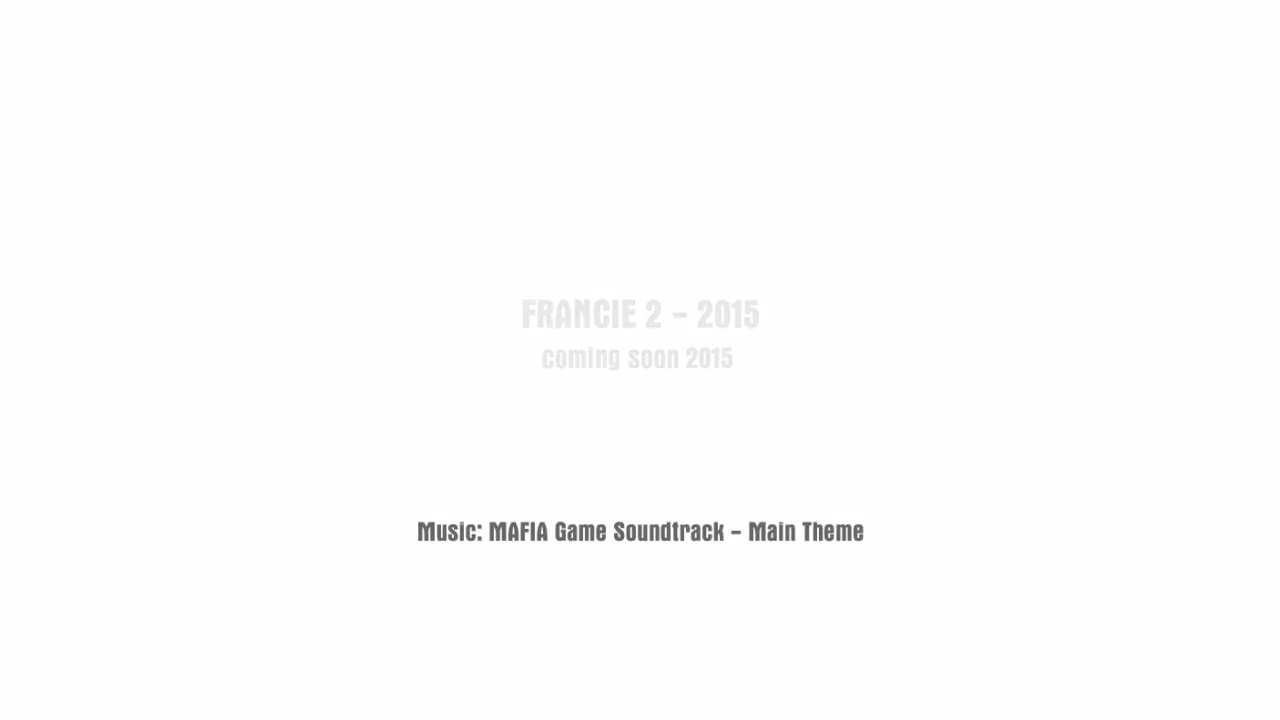 FRANCIE 2 - 2015
coming soon 2015
Music: MAFIA Game Soundtrack - Main Theme